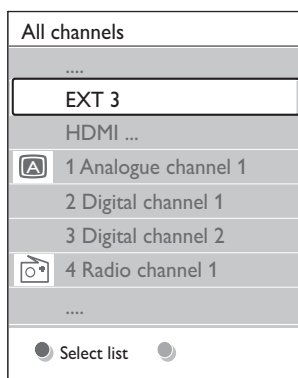 All channels
....
EXT 3
HDMI ...
A 1 Analogue channel 1
2 Digital channel 1
3 Digital channel 2
4 Radio channel 1
....
Select list